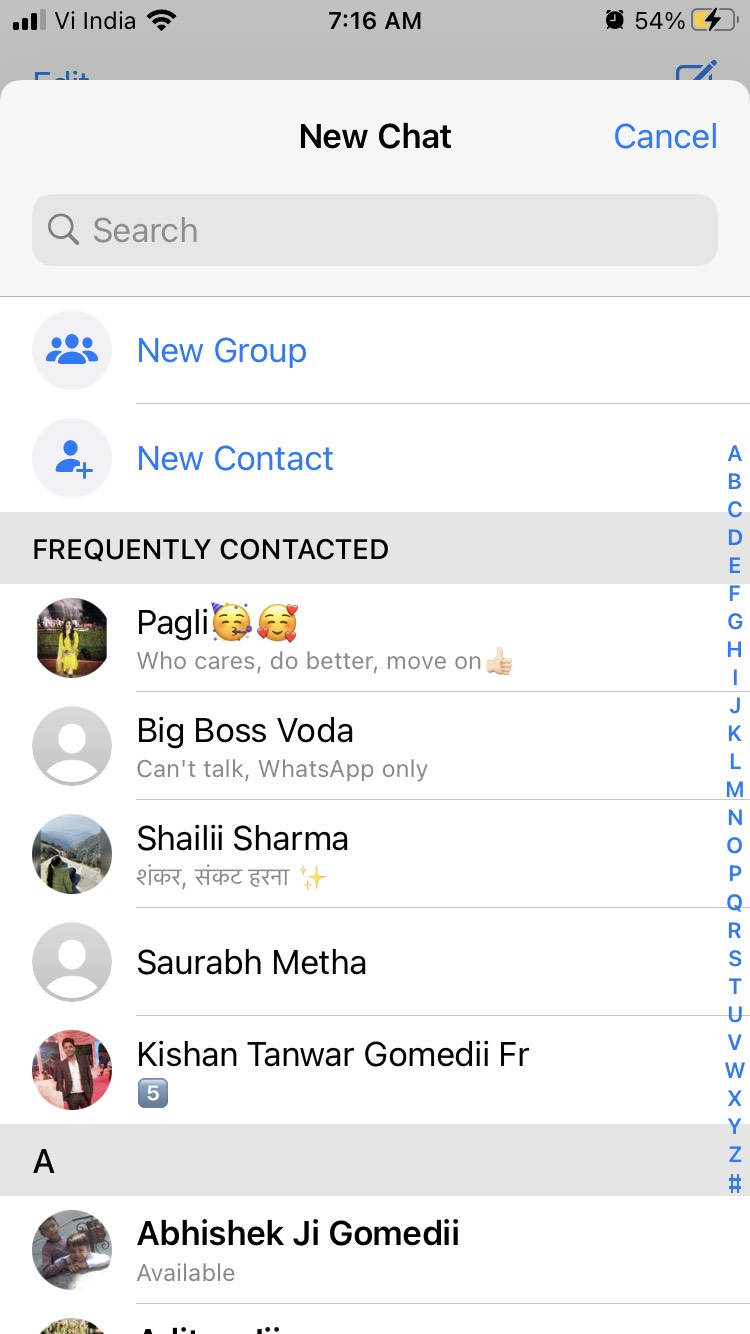 Vi India 7:16 AM 54%
Edit
New Chat Cancel
Search
New Group
New Contact
FREQUENTLY CONTACTED
Pagli🥳🥰
Who cares, do better, move on👍🏻
Big Boss Voda
Can't talk, WhatsApp only
Shailii Sharma
शंकर, संकट हरना ✨
Saurabh Metha
Kishan Tanwar Gomedii Fr
5️⃣
A
Abhishek Ji Gomedii
Available
A
B
C
D
E
F
G
H
I
J
K
L
M
N
O
P
Q
R
S
T
U
V
W
X
Y
Z
#